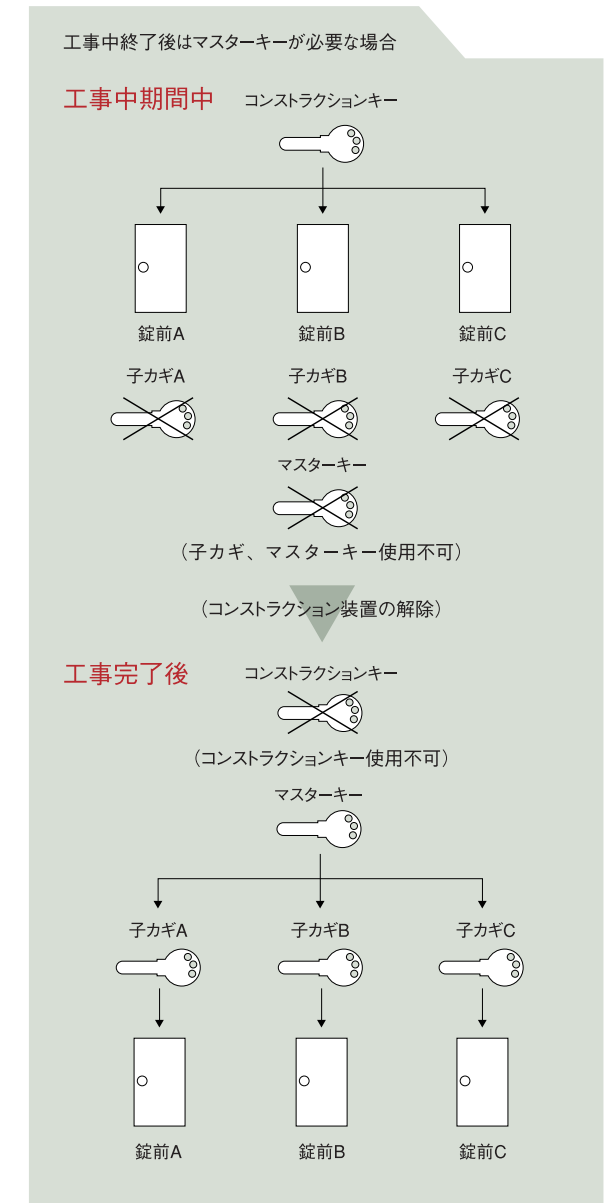 工事中終了後はマスターキーが必要な場合
工事中期間中
コンストラクションキー
錠前A
錠前B
錠前C
子カギA
子カギB
子カギC
マスターキー
（子カギ、マスターキー使用不可）
（コンストラクション装置の解除）
工事完了後
コンストラクションキー
（コンストラクションキー使用不可）
マスターキー
子カギA
子カギB
子カギC
錠前A
錠前B
錠前C